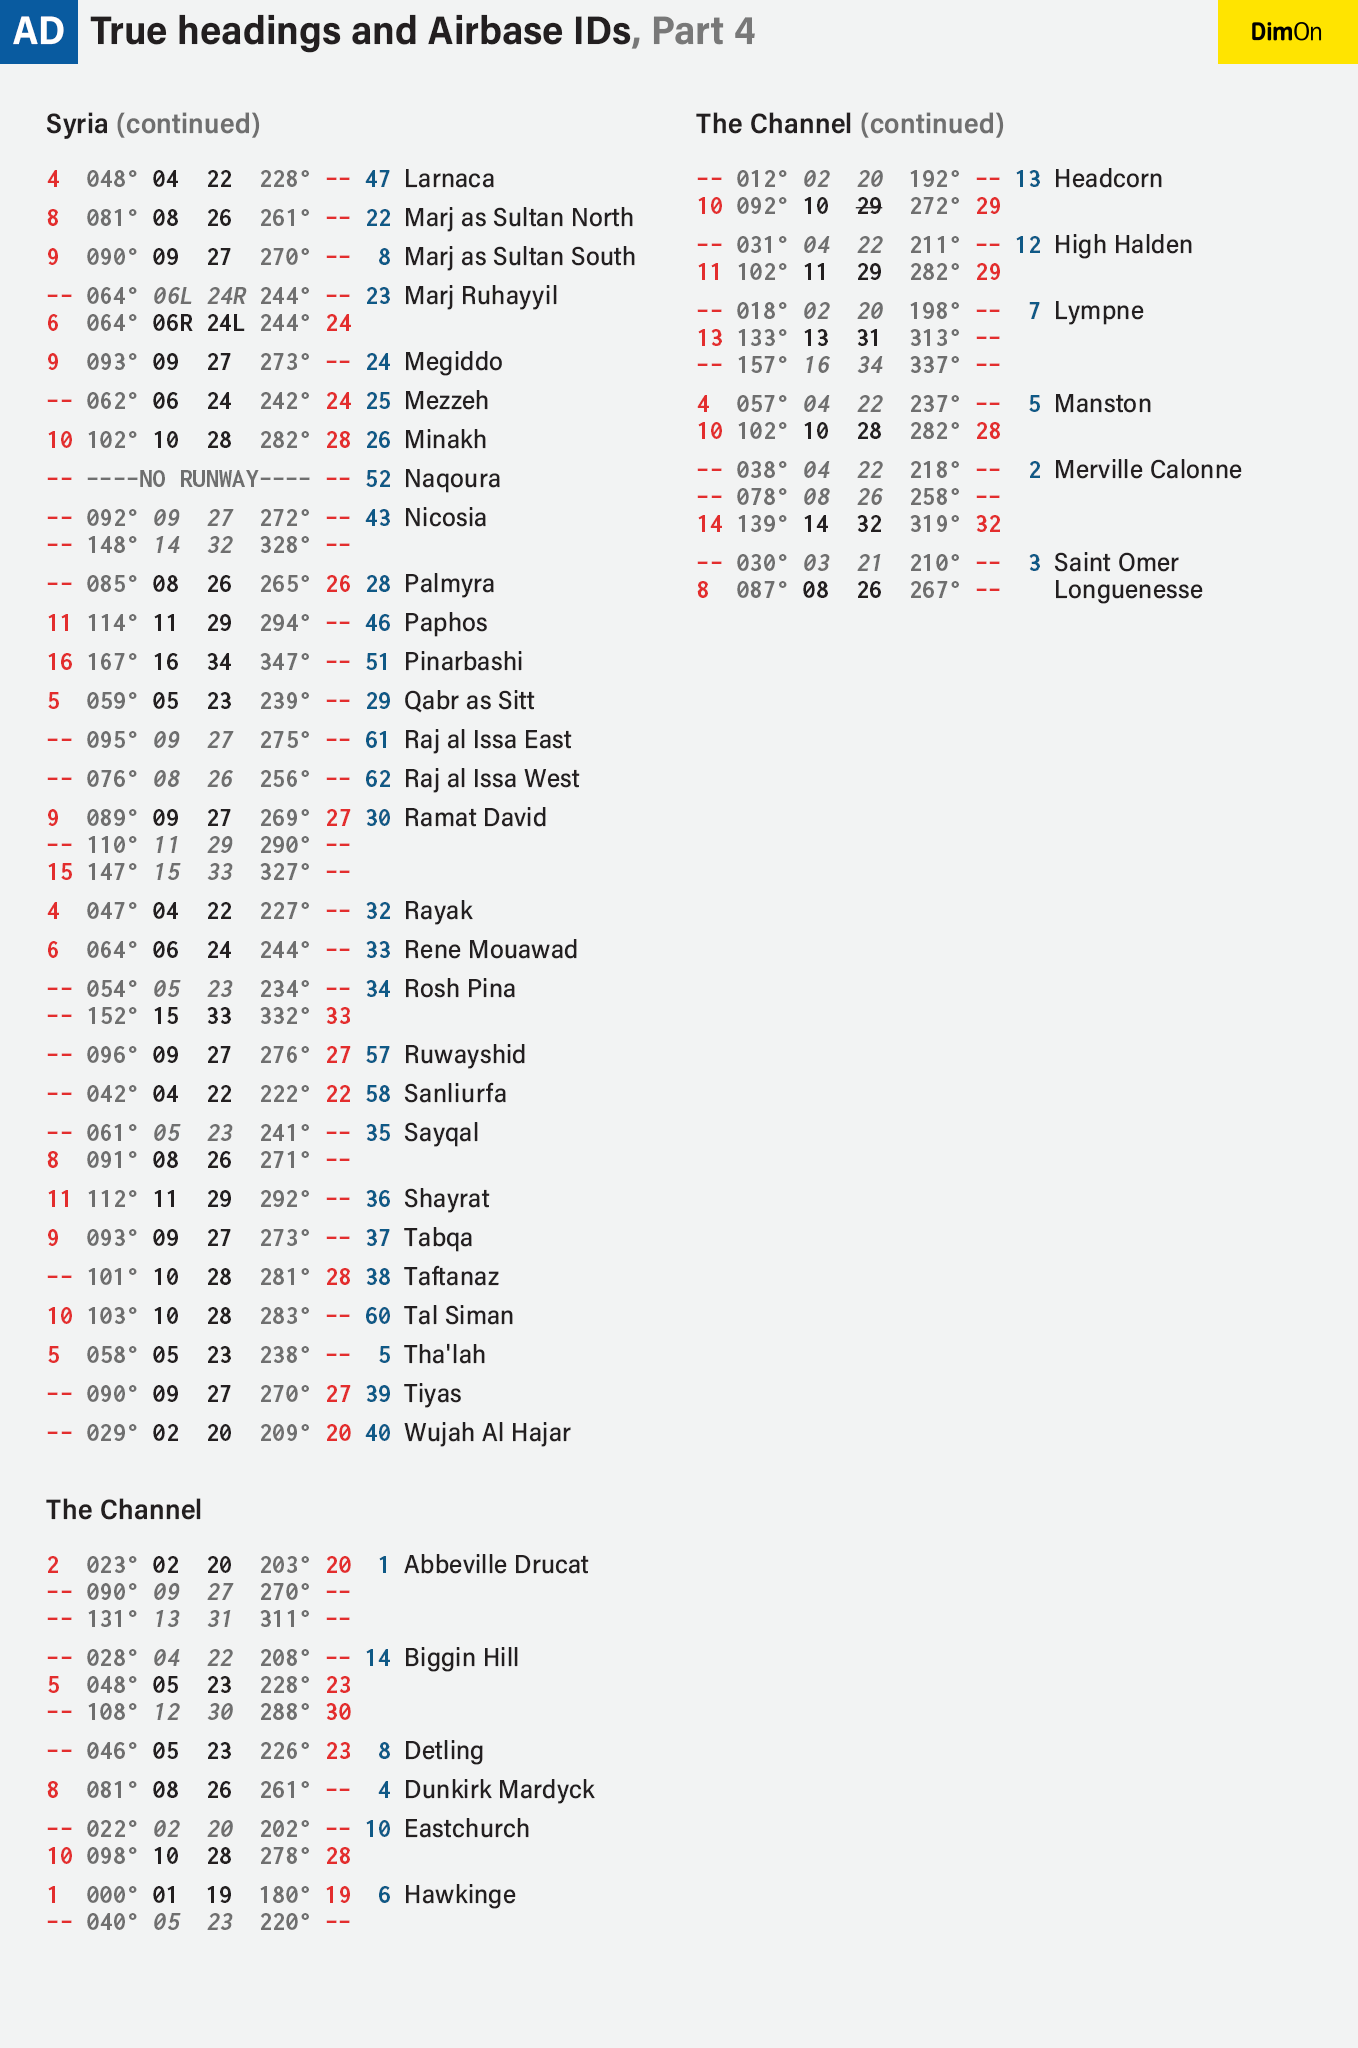 AD True headings and Airbase IDs, Part 4
DimOn
Syria (continued)
4 048° 04 22 228° -- 47 Larnaca
8 081° 08 26 261° -- 22 Marj as Sultan North
9 090° 09 27 270° -- 8 Marj as Sultan South
-- 064° 06L 24R 244° -- 23 Marj Ruhayyil
6 064° 06R 24L 244° 24
9 093° 09 27 273° -- 24 Megiddo
-- 062° 06 24 242° 24 25 Mezzeh
10 102° 10 28 282° 28 26 Minakh
-- ----NO RUNWAY---- -- 52 Naqoura
-- 092° 09 27 272° -- 43 Nicosia
-- 148° 14 32 328° --
-- 085° 08 26 265° 26 28 Palmyra
11 114° 11 29 294° -- 46 Paphos
16 167° 16 34 347° -- 51 Pinarbashi
5 059° 05 23 239° -- 29 Qabr as Sitt
-- 095° 09 27 275° -- 61 Raj al Issa East
-- 076° 08 26 256° -- 62 Raj al Issa West
9 089° 09 27 269° 27 30 Ramat David
-- 110° 11 29 290° --
15 147° 15 33 327° --
4 047° 04 22 227° -- 32 Rayak
6 064° 06 24 244° -- 33 Rene Mouawad
-- 054° 05 23 234° -- 34 Rosh Pina
-- 152° 15 33 332° 33
-- 096° 09 27 276° 27 57 Ruwayshid
-- 042° 04 22 222° 22 58 Sanliurfa
-- 061° 05 23 241° -- 35 Sayqal
8 091° 08 26 271° --
11 112° 11 29 292° -- 36 Shayrat
9 093° 09 27 273° -- 37 Tabqa
-- 101° 10 28 281° 28 38 Taftanaz
10 103° 10 28 283° -- 60 Tal Siman
5 058° 05 23 238° -- 5 Tha'lah
-- 090° 09 27 270° 27 39 Tiyas
-- 029° 02 20 209° 20 40 Wujah Al Hajar
The Channel
2 023° 02 20 203° 20 1 Abbeville Drucat
-- 090° 09 27 270° --
-- 131° 13 31 311° --
-- 028° 04 22 208° -- 14 Biggin Hill
5 048° 05 23 228° 23
-- 108° 12 30 288° 30
-- 046° 05 23 226° 23 8 Detling
8 081° 08 26 261° -- 4 Dunkirk Mardyck
-- 022° 02 20 202° -- 10 Eastchurch
10 098° 10 28 278° 28
1 000° 01 19 180° 19 6 Hawkinge
-- 040° 05 23 220° --
The Channel (continued)
-- 012° 02 20 192° -- 13 Headcorn
10 092° 10 29 272° 29
-- 031° 04 22 211° -- 12 High Halden
11 102° 11 29 282° 29
-- 018° 02 20 198° -- 7 Lympne
13 133° 13 31 313° --
-- 157° 16 34 337° --
4 057° 04 22 237° -- 5 Manston
10 102° 10 28 282° 28
-- 038° 04 22 218° -- 2 Merville Calonne
-- 078° 08 26 258° --
14 139° 14 32 319° 32
-- 030° 03 21 210° -- 3 Saint Omer
8 087° 08 26 267° -- Longuenesse